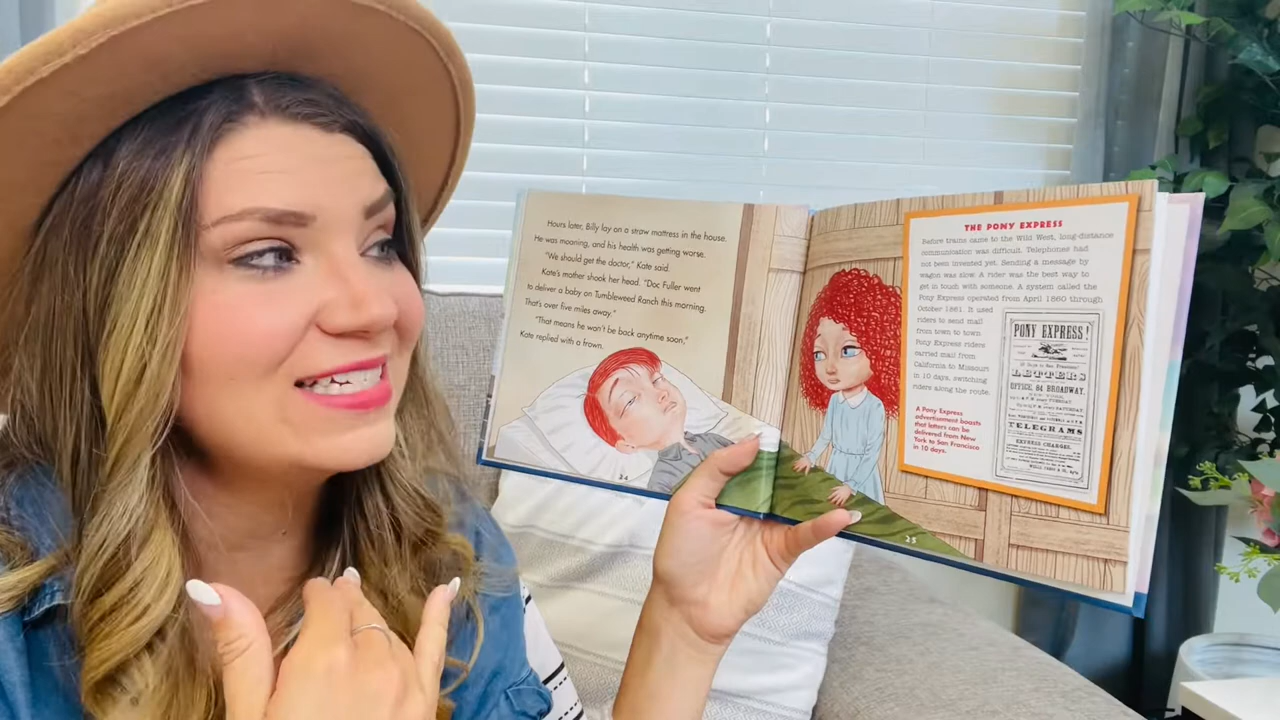 Hours later, Billy lay on a straw mattress in the house.
He was moaning, and his health was getting worse.
"We should get the doctor," Kate said.
Kate's mother shook her head. "Doc Fuller went
to deliver a baby on Tumbleweed Ranch this morning.
That's over five miles away."
"That means he won't be back anytime soon,"
Kate replied with a frown.
24
THE PONY EXPRESS
Before trains came to the Wild West, long-distance
communication was difficult. Telephones had
not been invented yet. Sending a message by
wagon was slow. A rider was the best way to
get in touch with someone. A system called the
Pony Express operated from April 1860 through
October 1861. It used
riders to send mail
from town to town
Pony Express riders
carried mail from
California to Missouri
in 10 days, switching
riders along the route.
A Pony Express
advertisement boasts
that letters can be
delivered from New
York to San Francisco
in 10 days.
PONY EXPRESS!
LETTERS
OFFICE, 84 BROADWAY,
TELEGRAMS
EXPRESS CHARGES.
25